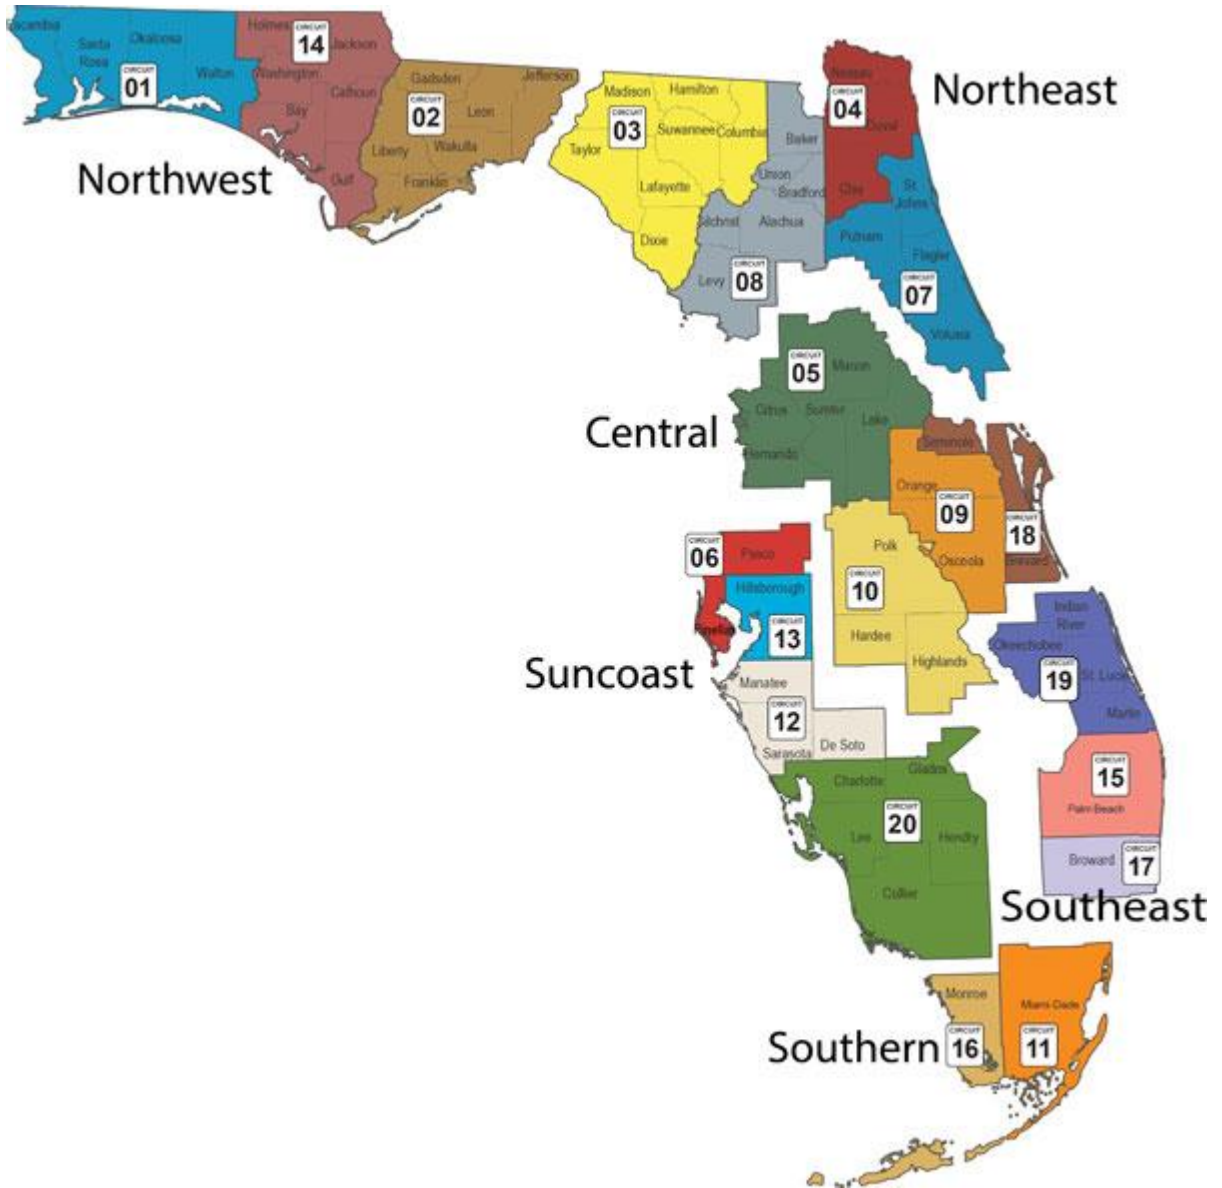 Escambia
Santa
Rosa
Okaloosa
Walton
CIRCUIT
01
Holmes
Jackson
Washington
Calhoun
Bay
Gulf
CIRCUIT
14
Gadsden
Jefferson
Leon
Liberty
Wakulla
Franklin
CIRCUIT
02
Northwest
Madison
Hamilton
Suwannee
Columbia
Taylor
Lafayette
Dixie
CIRCUIT
03
Nassau
Duval
Clay
CIRCUIT
04
Northeast
Baker
Union
Bradford
Gilchrist
Alachua
Levy
CIRCUIT
08
St.
Johns
Putnam
Flagler
Volusia
CIRCUIT
07
Marion
Citrus
Sumter
Lake
Hernando
CIRCUIT
05
Central
Seminole
Brevard
CIRCUIT
18
Orange
Osceola
CIRCUIT
09
Polk
Hardee
Highlands
CIRCUIT
10
Pasco
Pinellas
CIRCUIT
06
Hillsborough
CIRCUIT
13
Suncoast
Manatee
Sarasota
De Soto
CIRCUIT
12
Indian
River
Okeechobee
St. Lucie
Martin
CIRCUIT
19
Charlotte
Glades
Lee
Hendry
Collier
CIRCUIT
20
CIRCUIT
15
Palm Beach
Broward
CIRCUIT
17
Southeast
Monroe
CIRCUIT
16
Miami-Dade
CIRCUIT
11
Southern